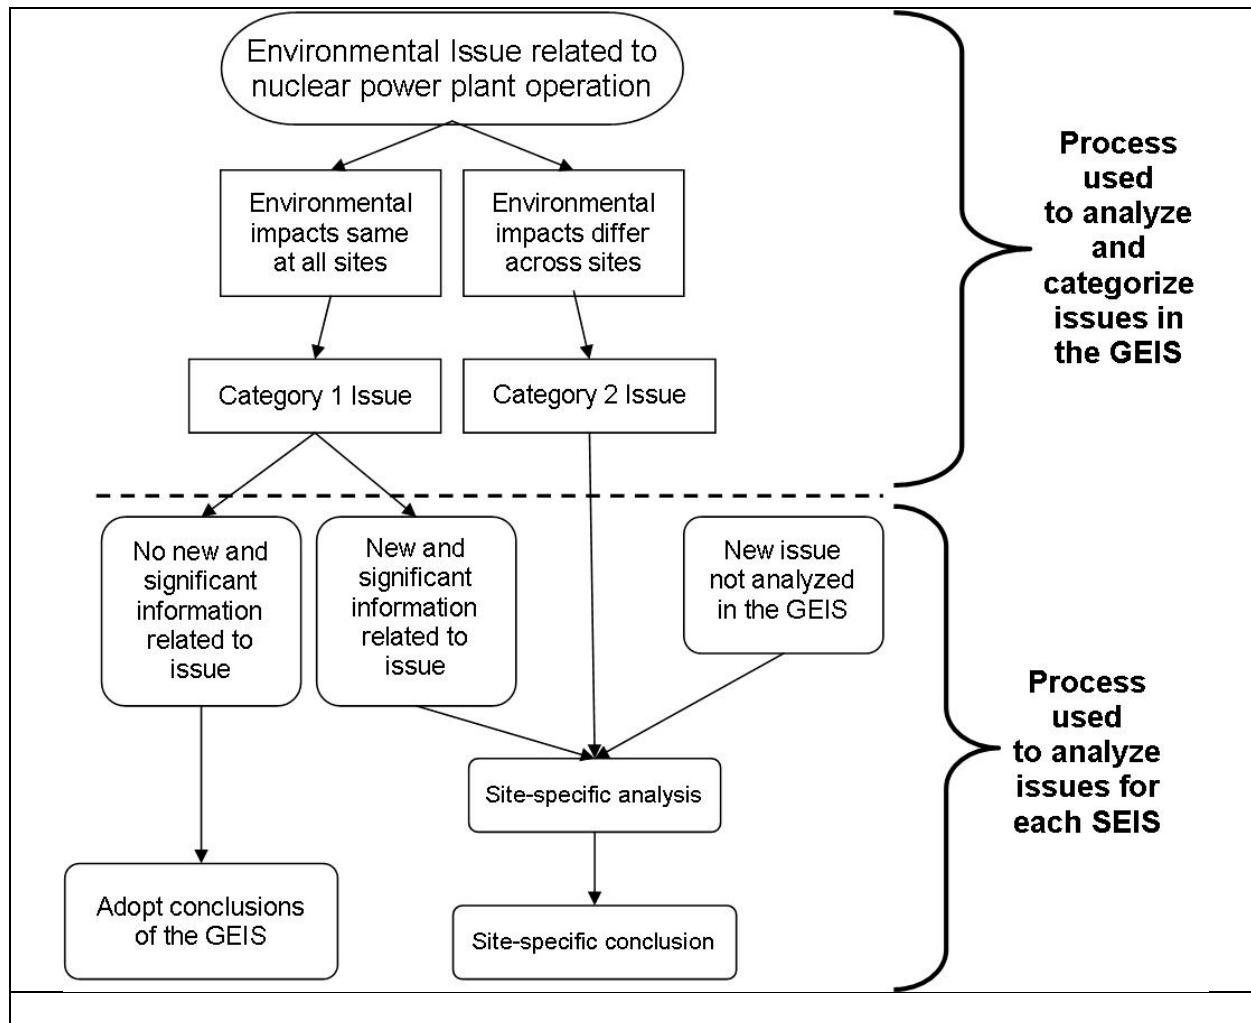 Environmental Issue related to
nuclear power plant operation
Environmental
impacts same
at all sites
Environmental
impacts differ
across sites
Category 1 Issue
Category 2 Issue
Process
used
to analyze
and
categorize
issues in
the GEIS
No new and
significant
information
related to
issue
New and
significant
information
related to
issue
New issue
not analyzed
in the GEIS
Site-specific analysis
Adopt conclusions
of the GEIS
Site-specific conclusion
Process
used
to analyze
issues for
each SEIS